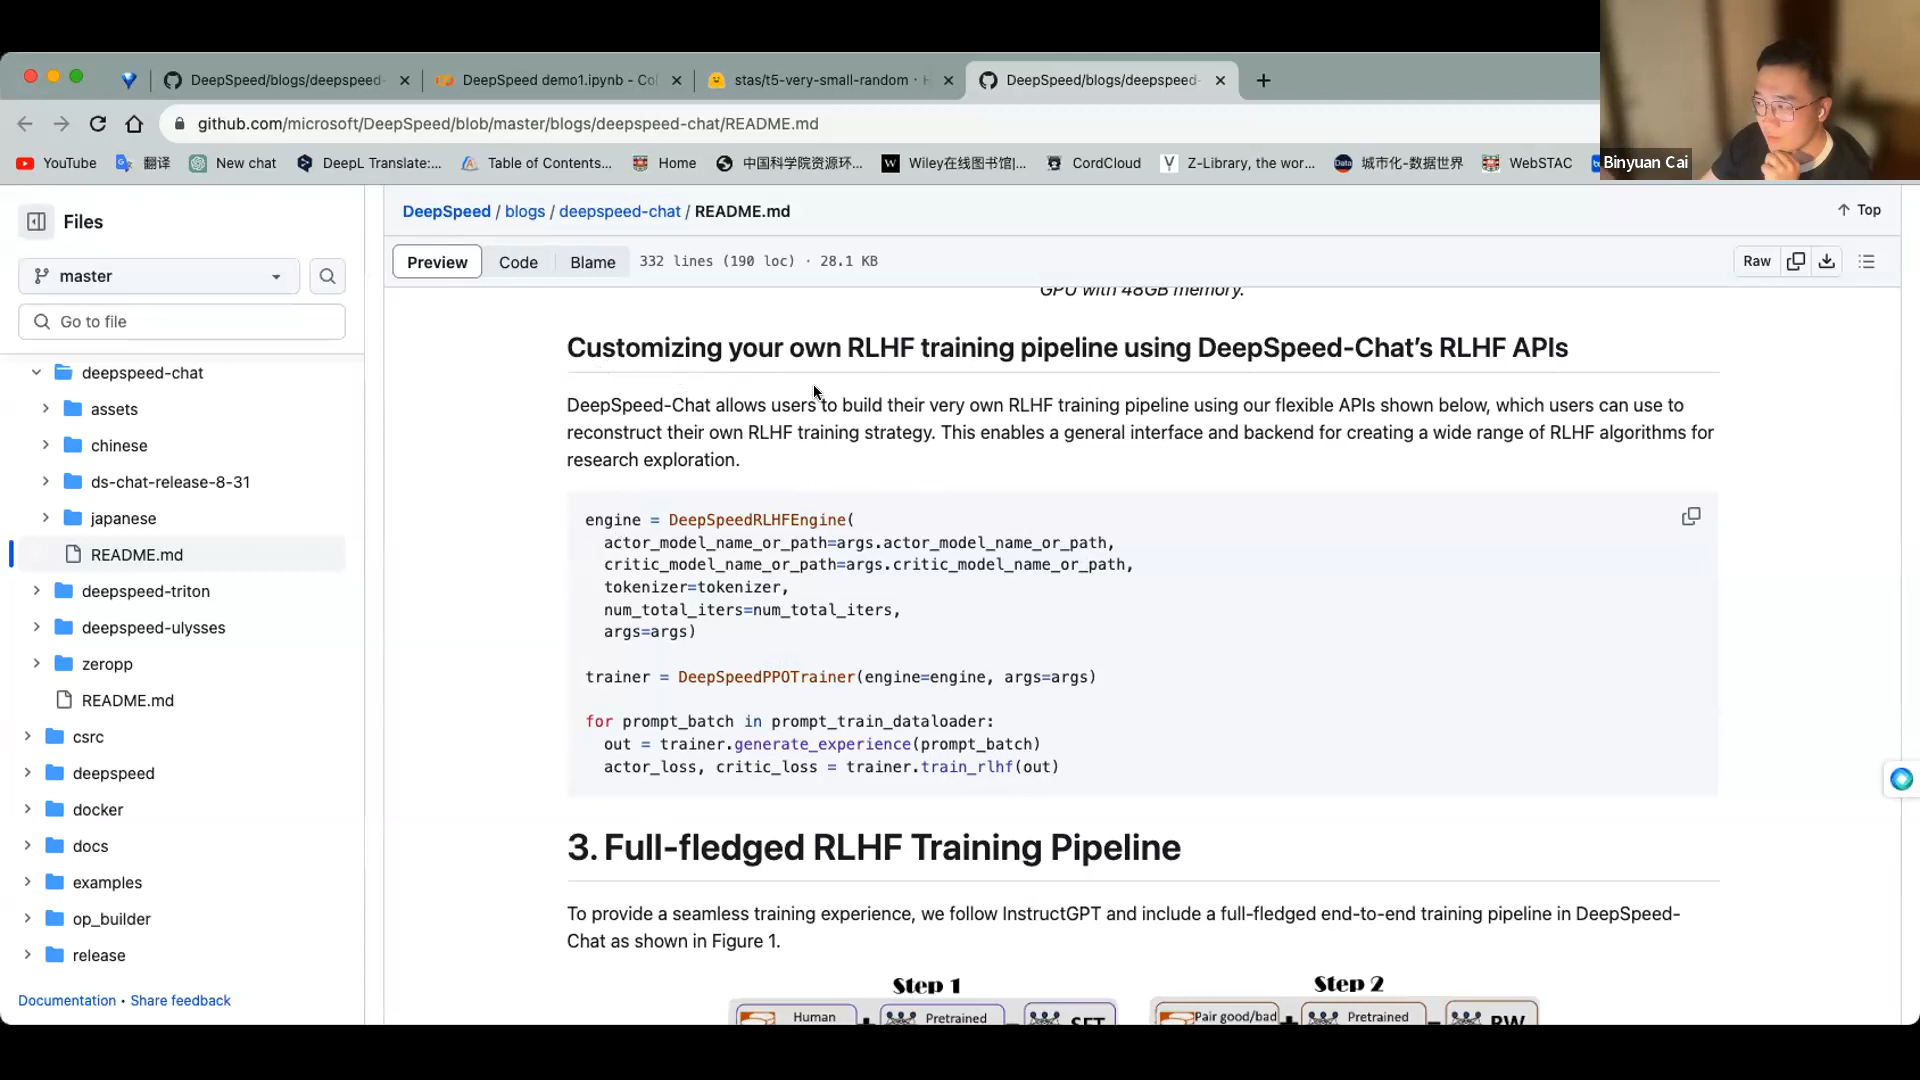 DeepSpeed/blogs/deepspeed-
DeepSpeed demo1.ipynb - Co
stas/t5-very-small-random · H
DeepSpeed/blogs/deepspeed-
github.com/microsoft/DeepSpeed/blob/master/blogs/deepspeed-chat/README.md
YouTube
翻译
New chat
DeepL Translate:...
Table of Contents...
Home
中国科学院资源环...
Wiley在线图书馆|...
CordCloud
Z-Library, the wor...
城市化-数据世界
WebSTAC
Binyuan Cai
Files
master
Go to file
deepspeed-chat
assets
chinese
ds-chat-release-8-31
japanese
README.md
deepspeed-triton
deepspeed-ulysses
zeropp
README.md
csrc
deepspeed
docker
docs
examples
op_builder
release
Documentation • Share feedback
DeepSpeed / blogs / deepspeed-chat / README.md
Top
Preview Code Blame 332 lines (190 loc) · 28.1 KB
Raw
GPU with 48GB memory.
Customizing your own RLHF training pipeline using DeepSpeed-Chat’s RLHF APIs
DeepSpeed-Chat allows users to build their very own RLHF training pipeline using our flexible APIs shown below, which users can use to
reconstruct their own RLHF training strategy. This enables a general interface and backend for creating a wide range of RLHF algorithms for
research exploration.
engine = DeepSpeedRLHFEngine(
actor_model_name_or_path=args.actor_model_name_or_path,
critic_model_name_or_path=args.critic_model_name_or_path,
tokenizer=tokenizer,
num_total_iters=num_total_iters,
args=args)
trainer = DeepSpeedPPOTrainer(engine=engine, args=args)
for prompt_batch in prompt_train_dataloader:
out = trainer.generate_experience(prompt_batch)
actor_loss, critic_loss = trainer.train_rlhf(out)
3. Full-fledged RLHF Training Pipeline
To provide a seamless training experience, we follow InstructGPT and include a full-fledged end-to-end training pipeline in DeepSpeed-
Chat as shown in Figure 1.
Step 1
Step 2
Human
Pretrained
SFT
Pair good/bad
Pretrained
RW